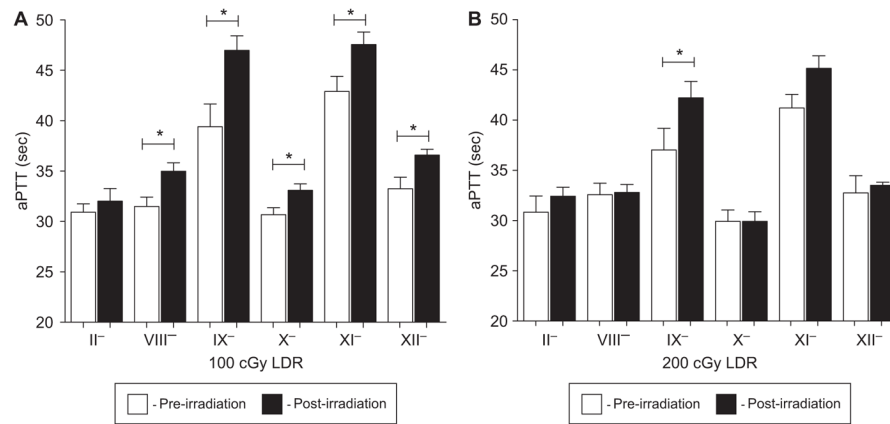 A
50
45
40
35
30
25
20
aPTT (sec)
* * * * *
II– VIII– IX– X– XI– XII–
100 cGy LDR
- Pre-irradiation - Post-irradiation
B
50
45
40
35
30
25
20
aPTT (sec)
*
II– VIII– IX– X– XI– XII–
200 cGy LDR
- Pre-irradiation - Post-irradiation